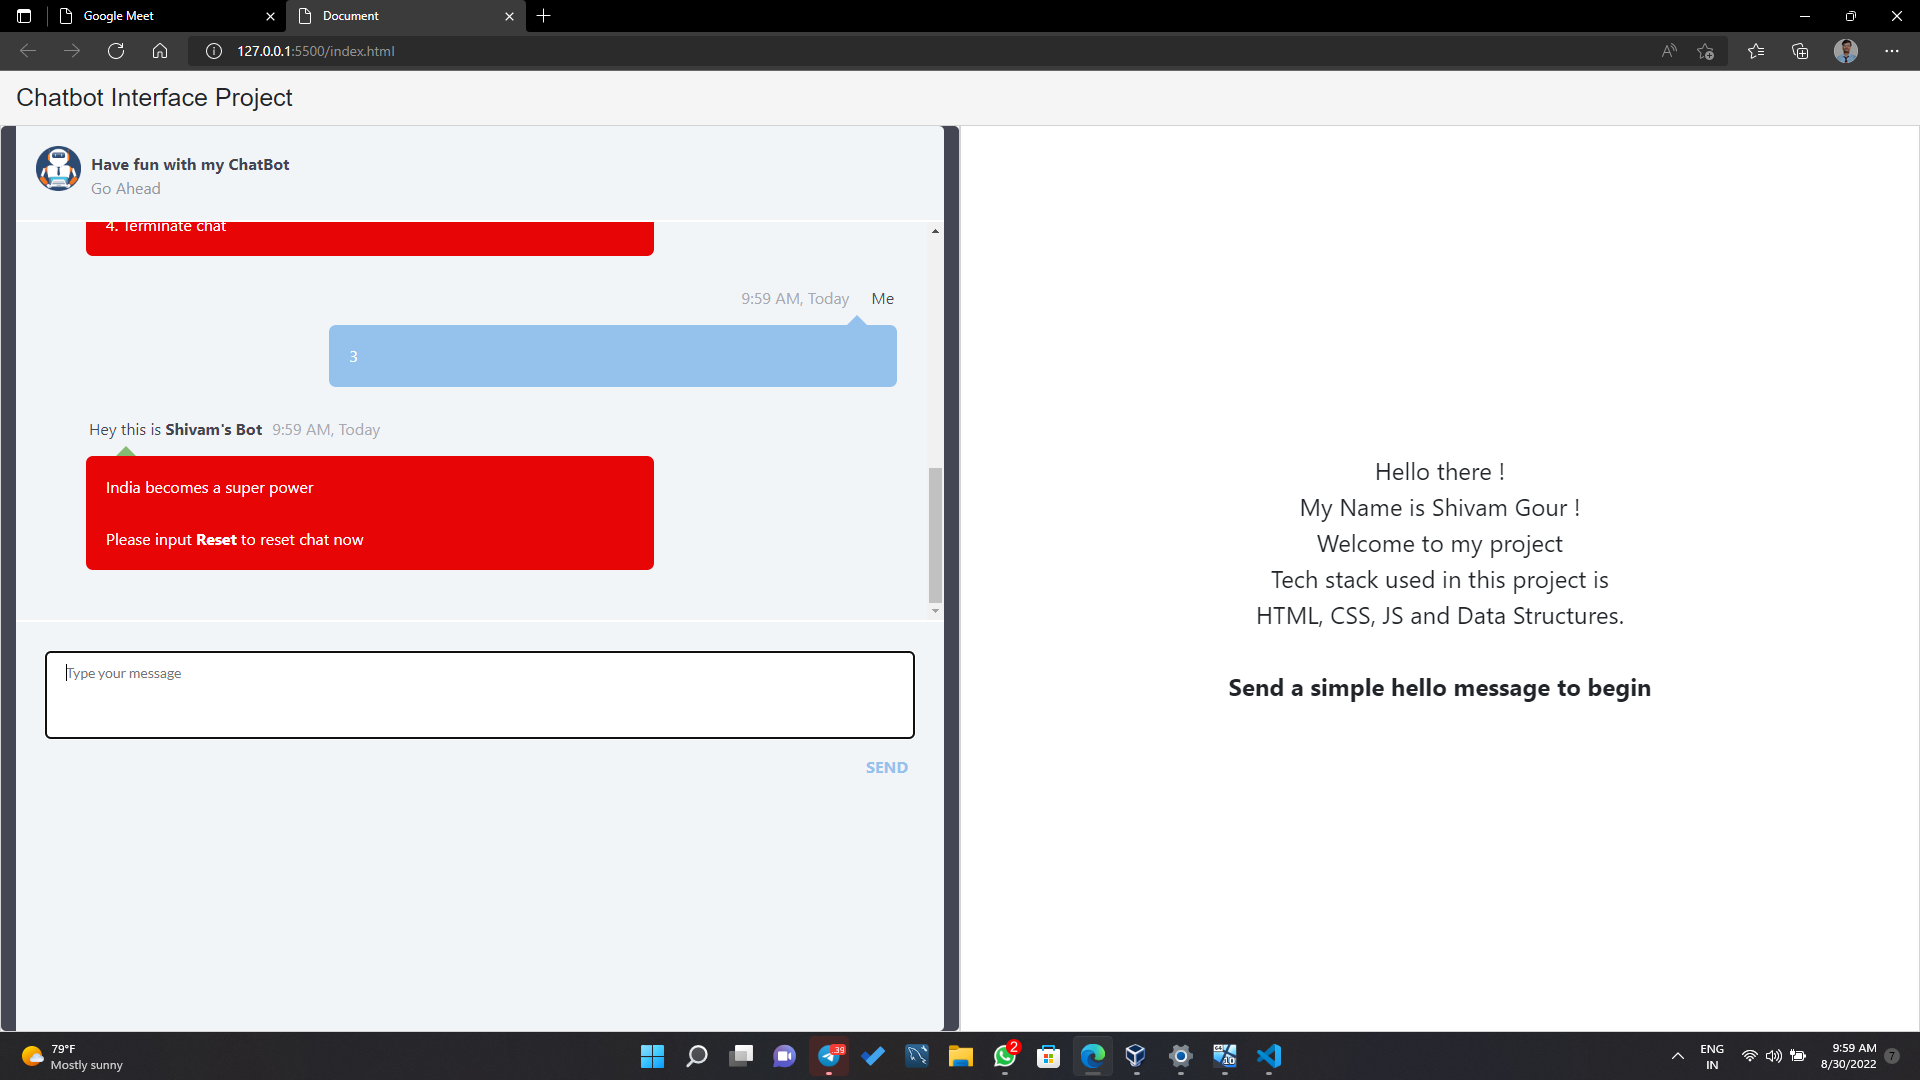 Google Meet
Document
127.0.0.1:5500/index.html
Chatbot Interface Project
Have fun with my ChatBot
Go Ahead
4. Terminate chat
9:59 AM, Today Me
3
Hey this is Shivam's Bot 9:59 AM, Today
India becomes a super power
Please input Reset to reset chat now
Type your message
SEND
Hello there !
My Name is Shivam Gour !
Welcome to my project
Tech stack used in this project is
HTML, CSS, JS and Data Structures.
Send a simple hello message to begin
79°F
Mostly sunny
39
2
10
ENG
IN
9:59 AM
8/30/2022
7